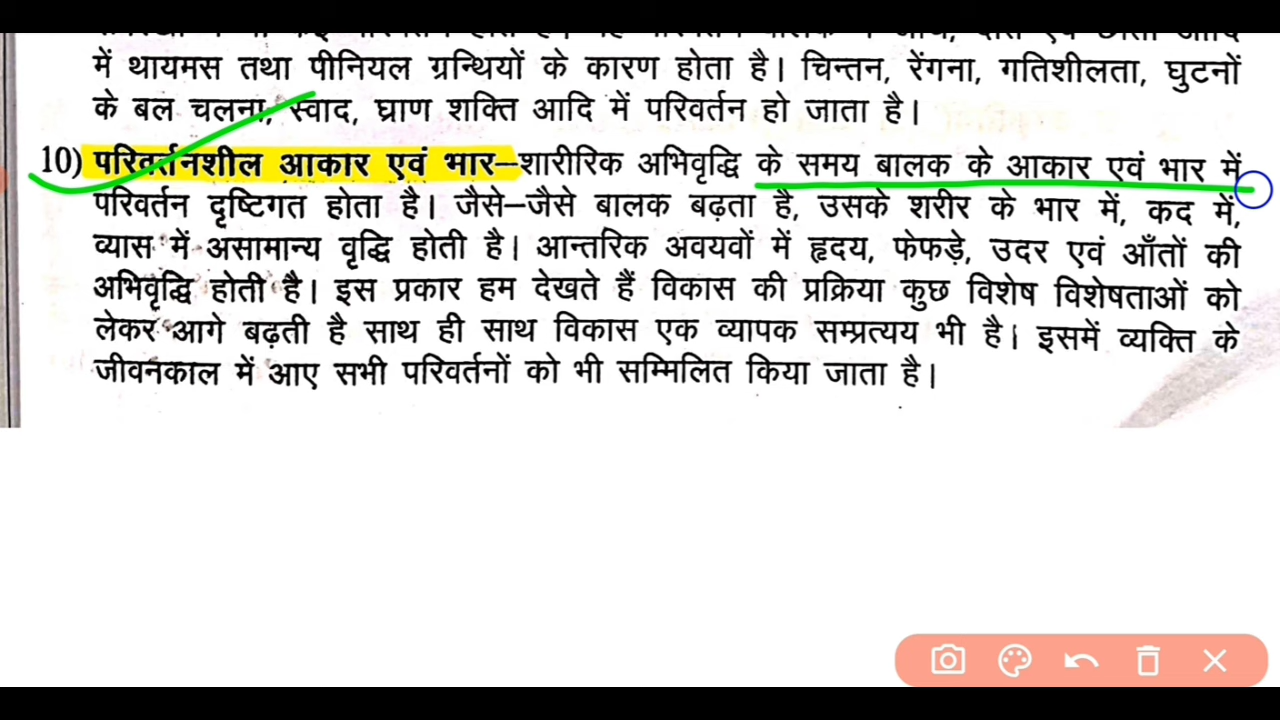 में थायमस तथा पीनियल ग्रन्थियों के कारण होता है। चिन्तन, रेंगना, गतिशीलता, घुटनों
के बल चलना, स्वाद, घ्राण शक्ति आदि में परिवर्तन हो जाता है।
10) परिवर्तनशील आकार एवं भार–शारीरिक अभिवृद्धि के समय बालक के आकार एवं भार में
परिवर्तन दृष्टिगत होता है। जैसे–जैसे बालक बढ़ता है, उसके शरीर के भार में, कद में,
व्यास में असामान्य वृद्धि होती है। आन्तरिक अवयवों में हृदय, फेफड़े, उदर एवं आँतों की
अभिवृद्धि होती है। इस प्रकार हम देखते हैं विकास की प्रक्रिया कुछ विशेष विशेषताओं को
लेकर आगे बढ़ती है साथ ही साथ विकास एक व्यापक सम्प्रत्यय भी है। इसमें व्यक्ति के
जीवनकाल में आए सभी परिवर्तनों को भी सम्मिलित किया जाता है।